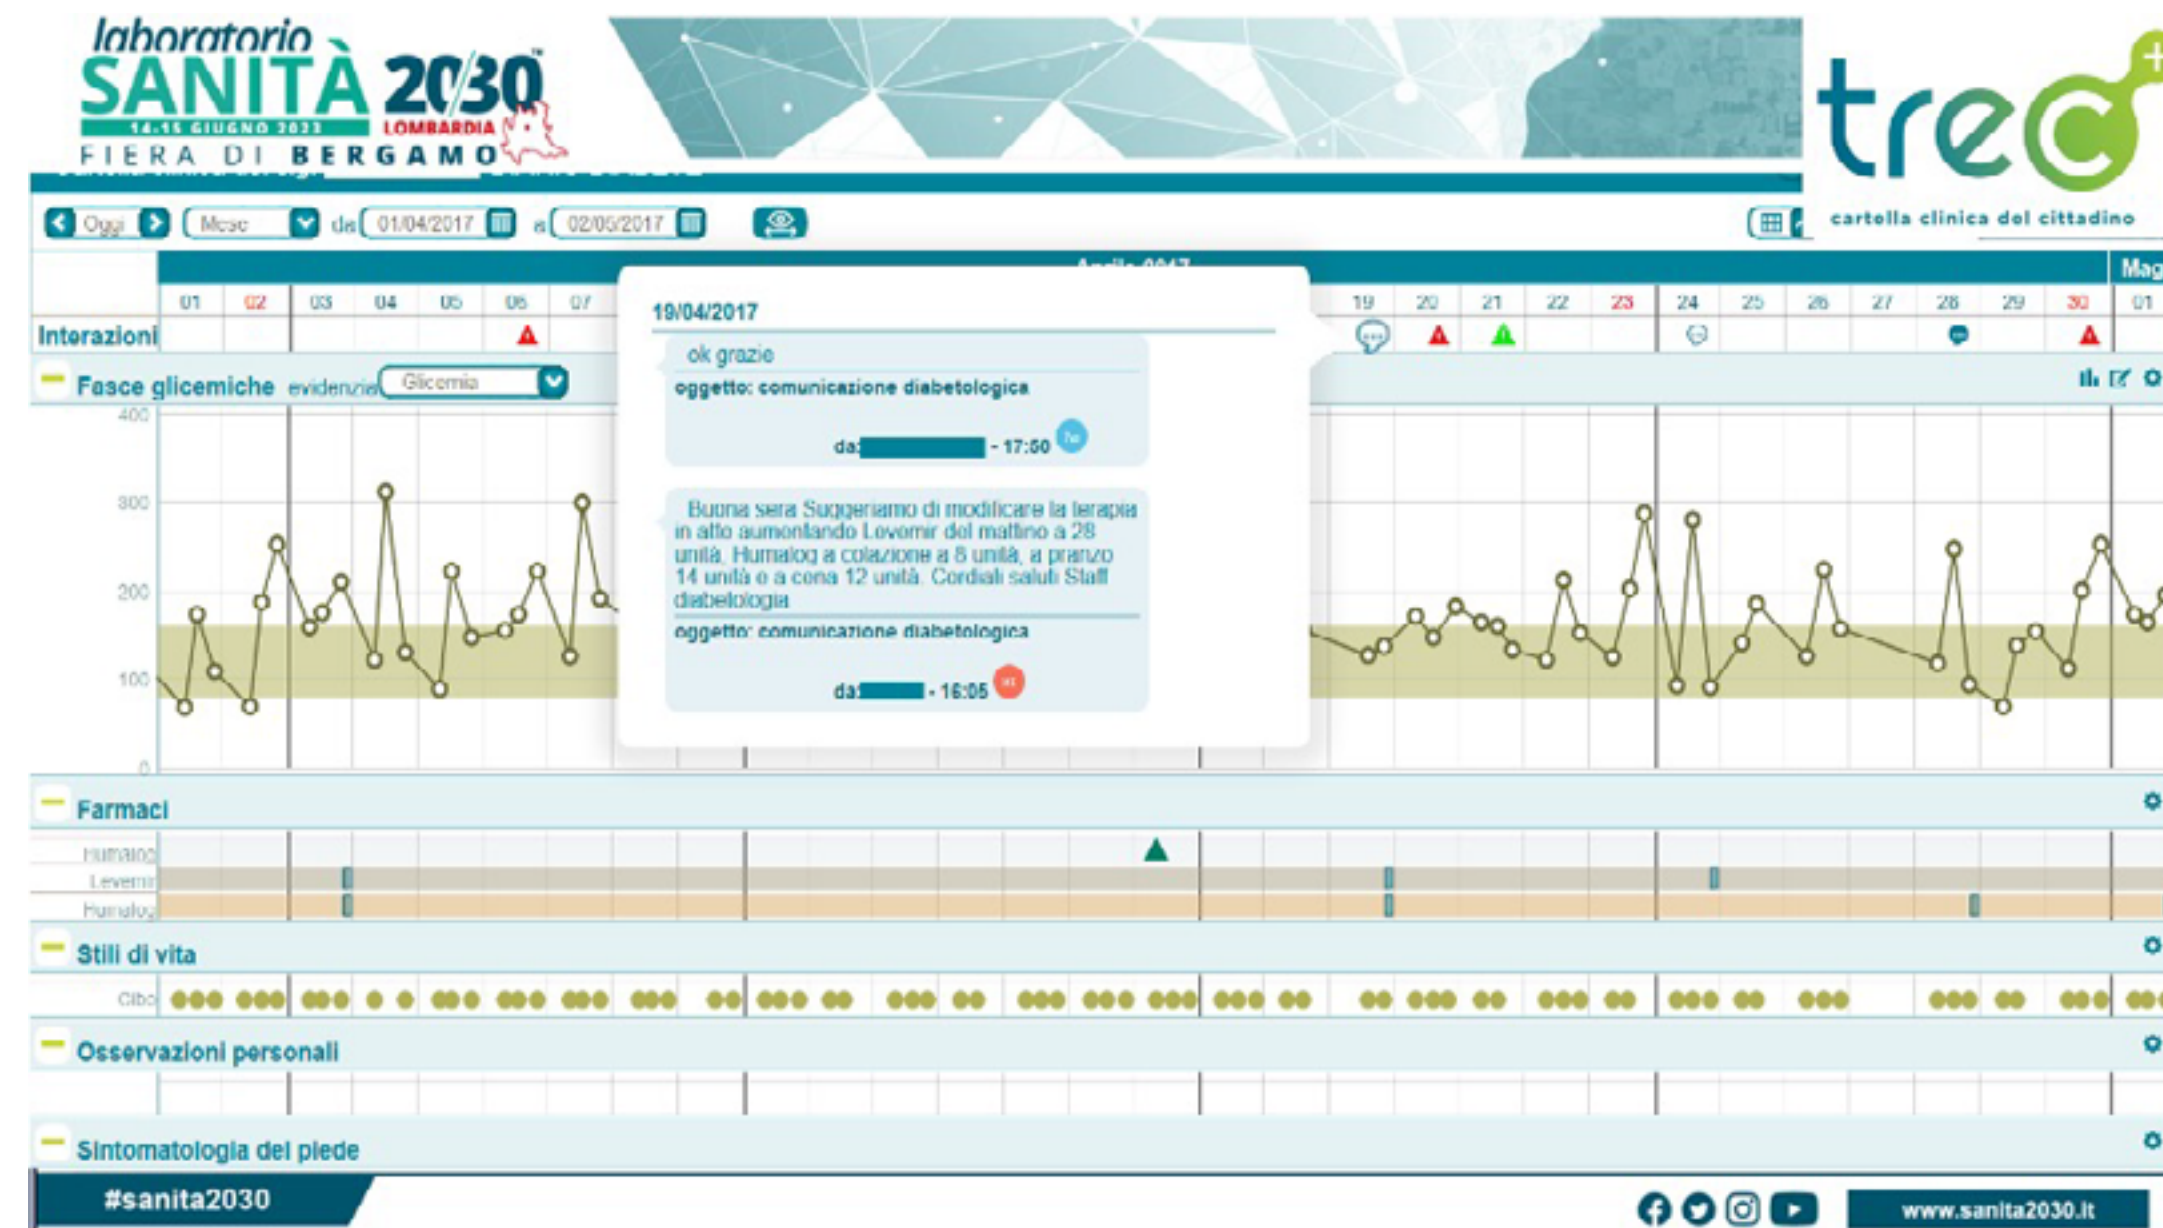 laboratorio
SANITÀ 2030
14-15 GIUGNO 2023 LOMBARDIA
FIERA DI BERGAMO
trec+
cartella clinica del cittadino
Oggi Mese da 01/04/2017 a 02/05/2017
Aprile 2017 Mag
01 02 03 04 05 06 07 19 20 21 22 23 24 25 26 27 28 29 30 01
Interazioni
Fasce glicemiche evidenzia Glicemia
400
300
200
100
0
19/04/2017
ok grazie
oggetto: comunicazione diabetologica
da: - 17:50
Buona sera Suggeriamo di modificare la terapia
in atto aumentando Levemir del mattino a 28
unità, Humalog a colazione a 8 unità, a pranzo
14 unità e a cena 12 unità. Cordiali saluti Staff
diabetologia
oggetto: comunicazione diabetologica
da: - 16:05
Farmaci
Humalog
Levemir
Humalog
Stili di vita
Cibo
Osservazioni personali
Sintomatologia del piede
#sanita2030
www.sanita2030.it